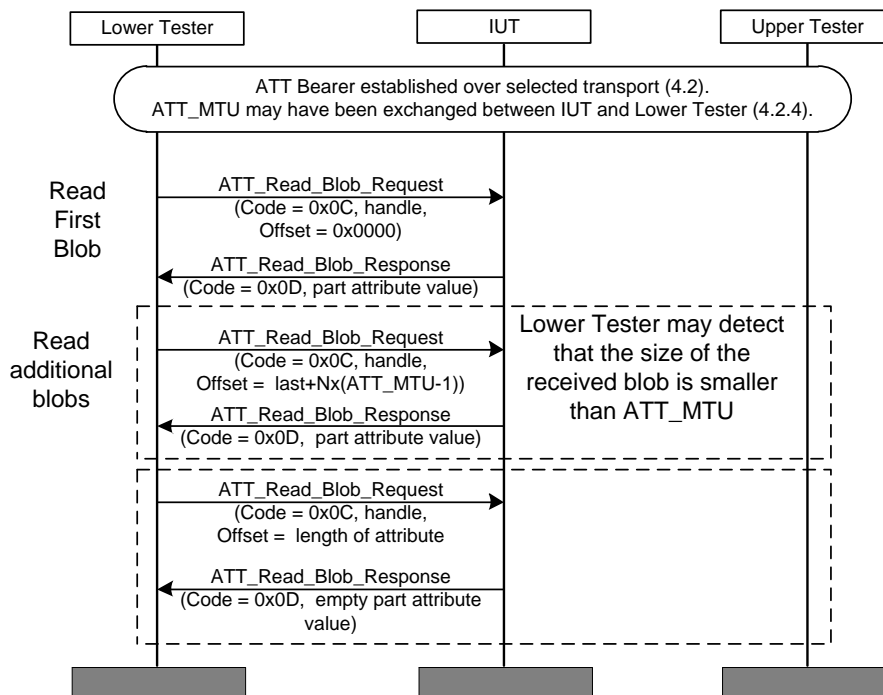 Lower Tester
IUT
Upper Tester
ATT Bearer established over selected transport (4.2).
ATT_MTU may have been exchanged between IUT and Lower Tester (4.2.4).
Read
First
Blob
ATT_Read_Blob_Request
(Code = 0x0C, handle,
Offset = 0x0000)
ATT_Read_Blob_Response
(Code = 0x0D, part attribute value)
Read
additional
blobs
ATT_Read_Blob_Request
(Code = 0x0C, handle,
Offset = last+Nx(ATT_MTU-1))
ATT_Read_Blob_Response
(Code = 0x0D, part attribute value)
Lower Tester may detect
that the size of the
received blob is smaller
than ATT_MTU
ATT_Read_Blob_Request
(Code = 0x0C, handle,
Offset = length of attribute
ATT_Read_Blob_Response
(Code = 0x0D, empty part attribute
value)